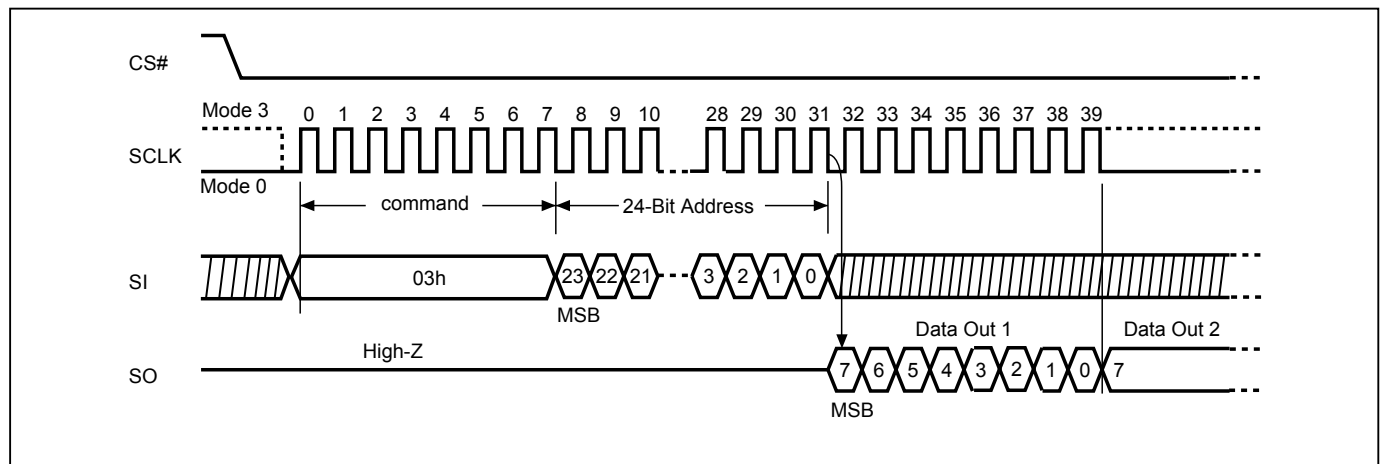 CS#
Mode 3
0 1 2 3 4 5 6 7 8 9 10 28 29 30 31 32 33 34 35 36 37 38 39
SCLK
Mode 0
command
24-Bit Address
SI
03h
23 22 21 3 2 1 0
MSB
Data Out 1
Data Out 2
High-Z
SO
7 6 5 4 3 2 1 0 7
MSB